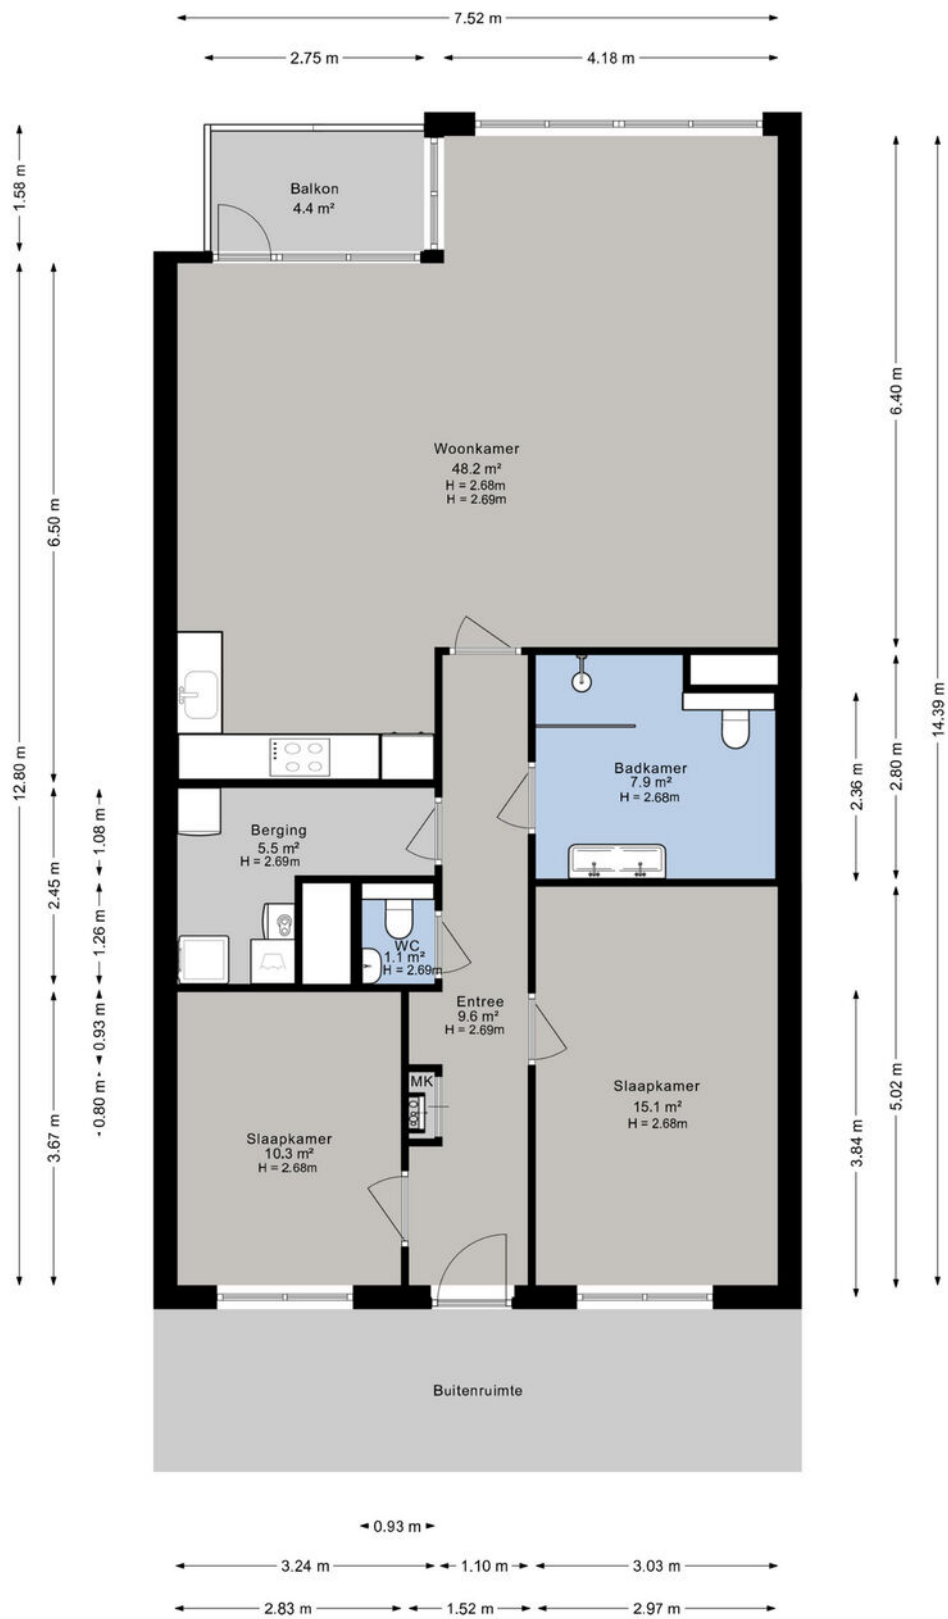 7.52 m
2.75 m
4.18 m
1.58 m
Balkon
4.4 m²
6.40 m
Woonkamer
48.2 m²
H = 2.68m
H = 2.69m
6.50 m
14.39 m
12.80 m
Badkamer
7.9 m²
H = 2.68m
2.36 m
2.80 m
1.08 m
Berging
5.5 m²
H = 2.69m
2.45 m
1.26 m
WC
1.1 m²
H = 2.69m
Entree
9.6 m²
H = 2.69m
0.93 m
0.80 m
MK
Slaapkamer
15.1 m²
H = 2.68m
5.02 m
3.84 m
3.67 m
Slaapkamer
10.3 m²
H = 2.68m
Buitenruimte
0.93 m
3.24 m
1.10 m
3.03 m
2.83 m
1.52 m
2.97 m